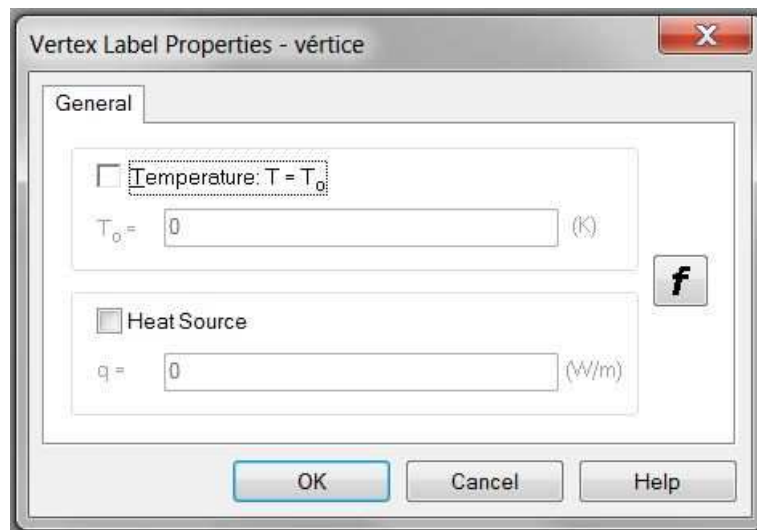 Vertex Label Properties - vértice
General
Temperature: T = To
To = 0 (K)
f
Heat Source
q = 0 (W/m)
OK Cancel Help